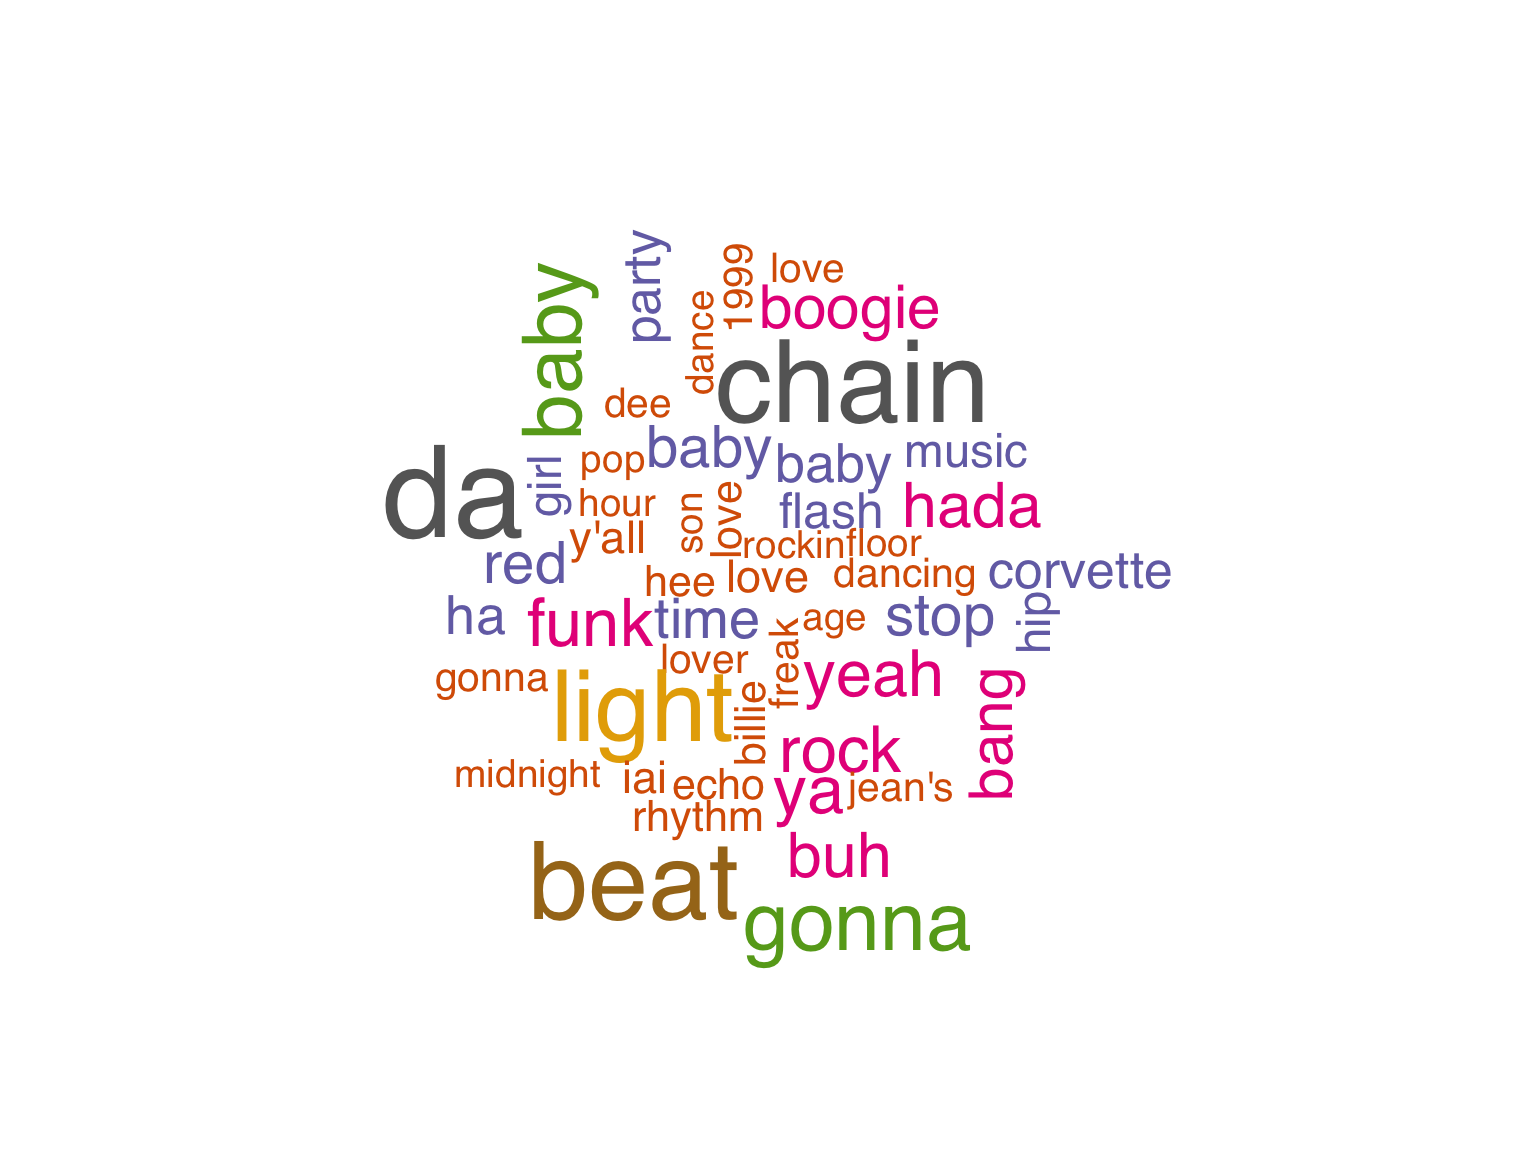 party
1999
love
baby
dance
boogie
chain
dee
da
girl
pop
baby
baby
music
hour
son
love
flash
hada
y'all
rockin
floor
red
hee
love
dancing
corvette
ha
funk
time
age
stop
hip
gonna
lover
freak
yeah
light
billie
bang
rock
midnight
iai
echo
ya
jean's
rhythm
beat
buh
gonna